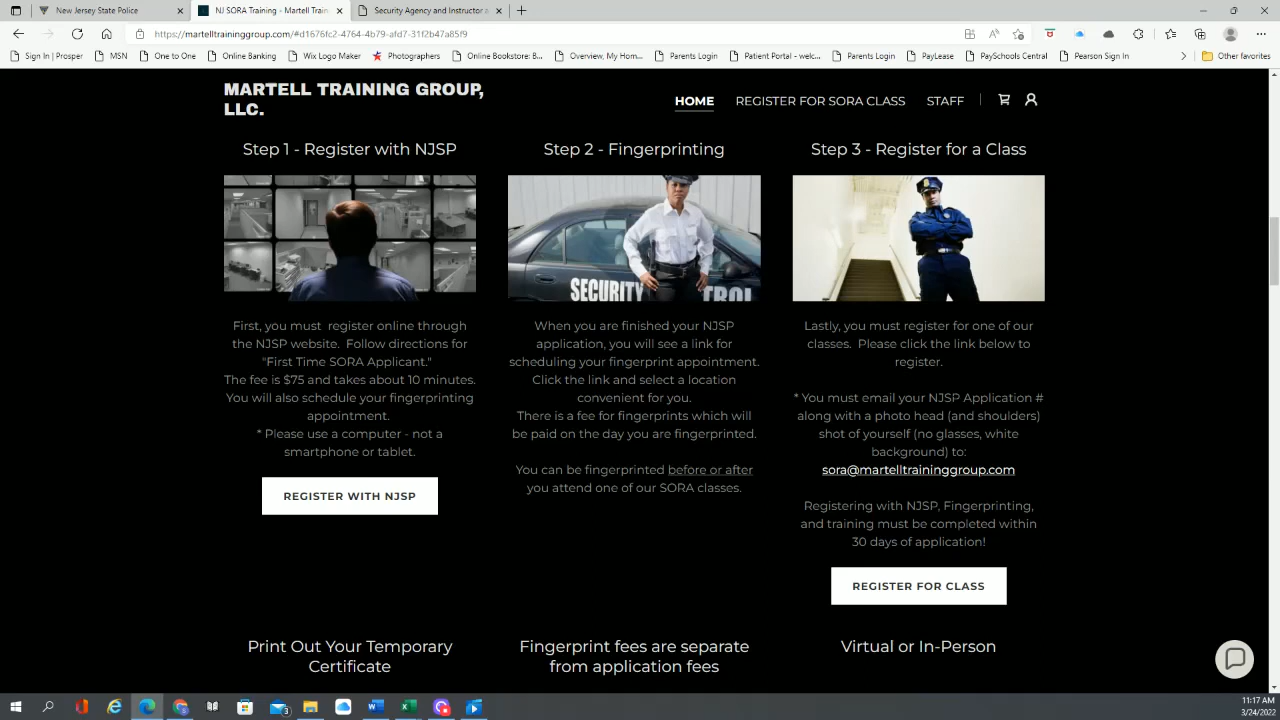 New Jersey State Police
NJ SORA Training - Martell Train
Security Agency and Instructor a
https://martelltraininggroup.com/#d1676fc2-4764-4b79-afd7-31f2b47a85f9
Sign In | Prosper
MSN
One to One
Online Banking
Wix Logo Maker
Photographers
Online Bookstore: B...
Overview, My Hom...
Parents Login
Patient Portal - welc...
Parents Login
PayLease
PaySchools Central
Pearson Sign In
Other favorites
MARTELL TRAINING GROUP,
LLC.
HOME
REGISTER FOR SORA CLASS
STAFF
Step 1 - Register with NJSP
First, you must register online through
the NJSP website. Follow directions for
"First Time SORA Applicant."
The fee is $75 and takes about 10 minutes.
You will also schedule your fingerprinting
appointment.
* Please use a computer - not a
smartphone or tablet.
REGISTER WITH NJSP
Step 2 - Fingerprinting
SECURITY
TROL
When you are finished your NJSP
application, you will see a link for
scheduling your fingerprint appointment.
Click the link and select a location
convenient for you.
There is a fee for fingerprints which will
be paid on the day you are fingerprinted.
You can be fingerprinted before or after
you attend one of our SORA classes.
Step 3 - Register for a Class
Lastly, you must register for one of our
classes. Please click the link below to
register.
* You must email your NJSP Application #
along with a photo head (and shoulders)
shot of yourself (no glasses, white
background) to:
sora@martelltraininggroup.com
Registering with NJSP, Fingerprinting,
and training must be completed within
30 days of application!
REGISTER FOR CLASS
Print Out Your Temporary
Certificate
Fingerprint fees are separate
from application fees
Virtual or In-Person
11:17 AM
3/24/2022